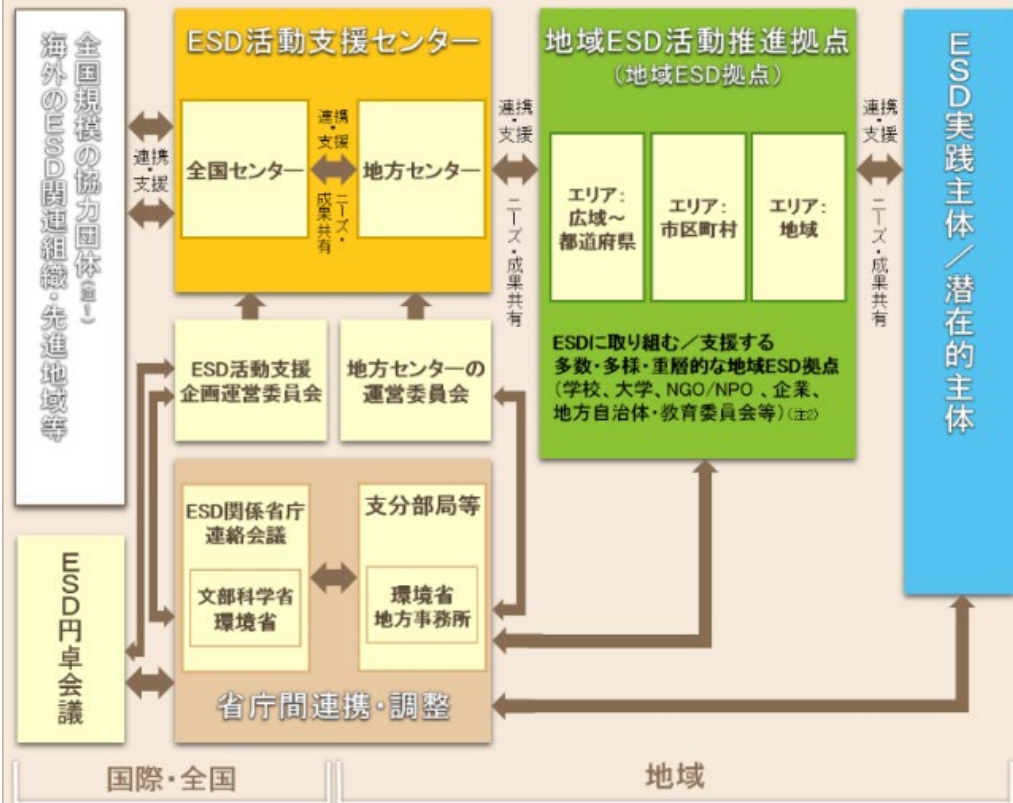 全国規模の協力団体(注1)
海外のESD関連組織・先進地域等
連携
・支援
ESD活動支援センター
全国センター
連携
・支援
ニーズ・
成果共有
地方センター
連携
・支援
ニーズ・成果共有
地域ESD活動推進拠点
(地域ESD拠点)
エリア:
広域～
都道府県
エリア:
市区町村
エリア:
地域
ESDに取り組む／支援する
多数・多様・重層的な地域ESD拠点
(学校、大学、NGO/NPO 、企業、
地方自治体・教育委員会等)(注2)
連携
・支援
ニーズ・成果共有
ESD実践主体／潜在的主体
ESD活動支援
企画運営委員会
地方センターの
運営委員会
ESD円卓会議
ESD関係省庁
連絡会議
文部科学省
環境省
支分部局等
環境省
地方事務所
省庁間連携・調整
国際・全国
地域